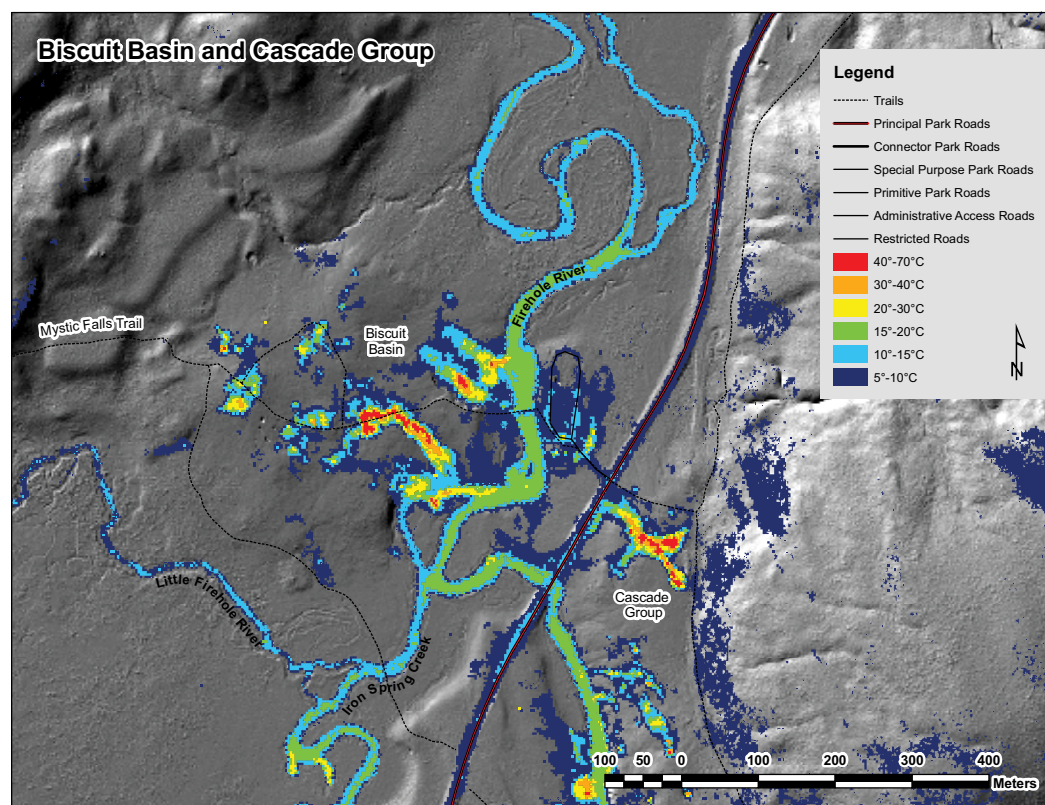 Biscuit Basin and Cascade Group
Legend
Trails
Principal Park Roads
Connector Park Roads
Special Purpose Park Roads
Primitive Park Roads
Administrative Access Roads
Restricted Roads
40°-70°C
30°-40°C
20°-30°C
15°-20°C
10°-15°C
5°-10°C
N
Firehole River
Mystic Falls Trail
Biscuit
Basin
Little Firehole River
Iron Spring Creek
Cascade
Group
100 50 0 100 200 300 400
Meters